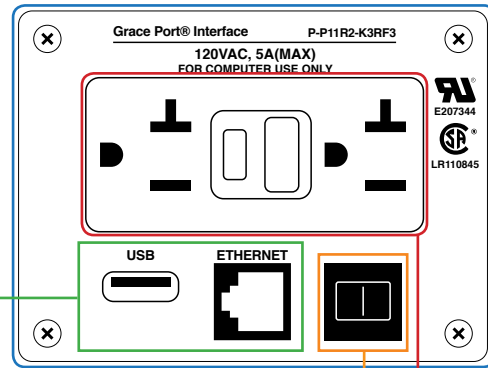 Grace Port® Interface P-P11R2-K3RF3
120VAC, 5A(MAX)
FOR COMPUTER USE ONLY
E207344
LR110845
USB ETHERNET